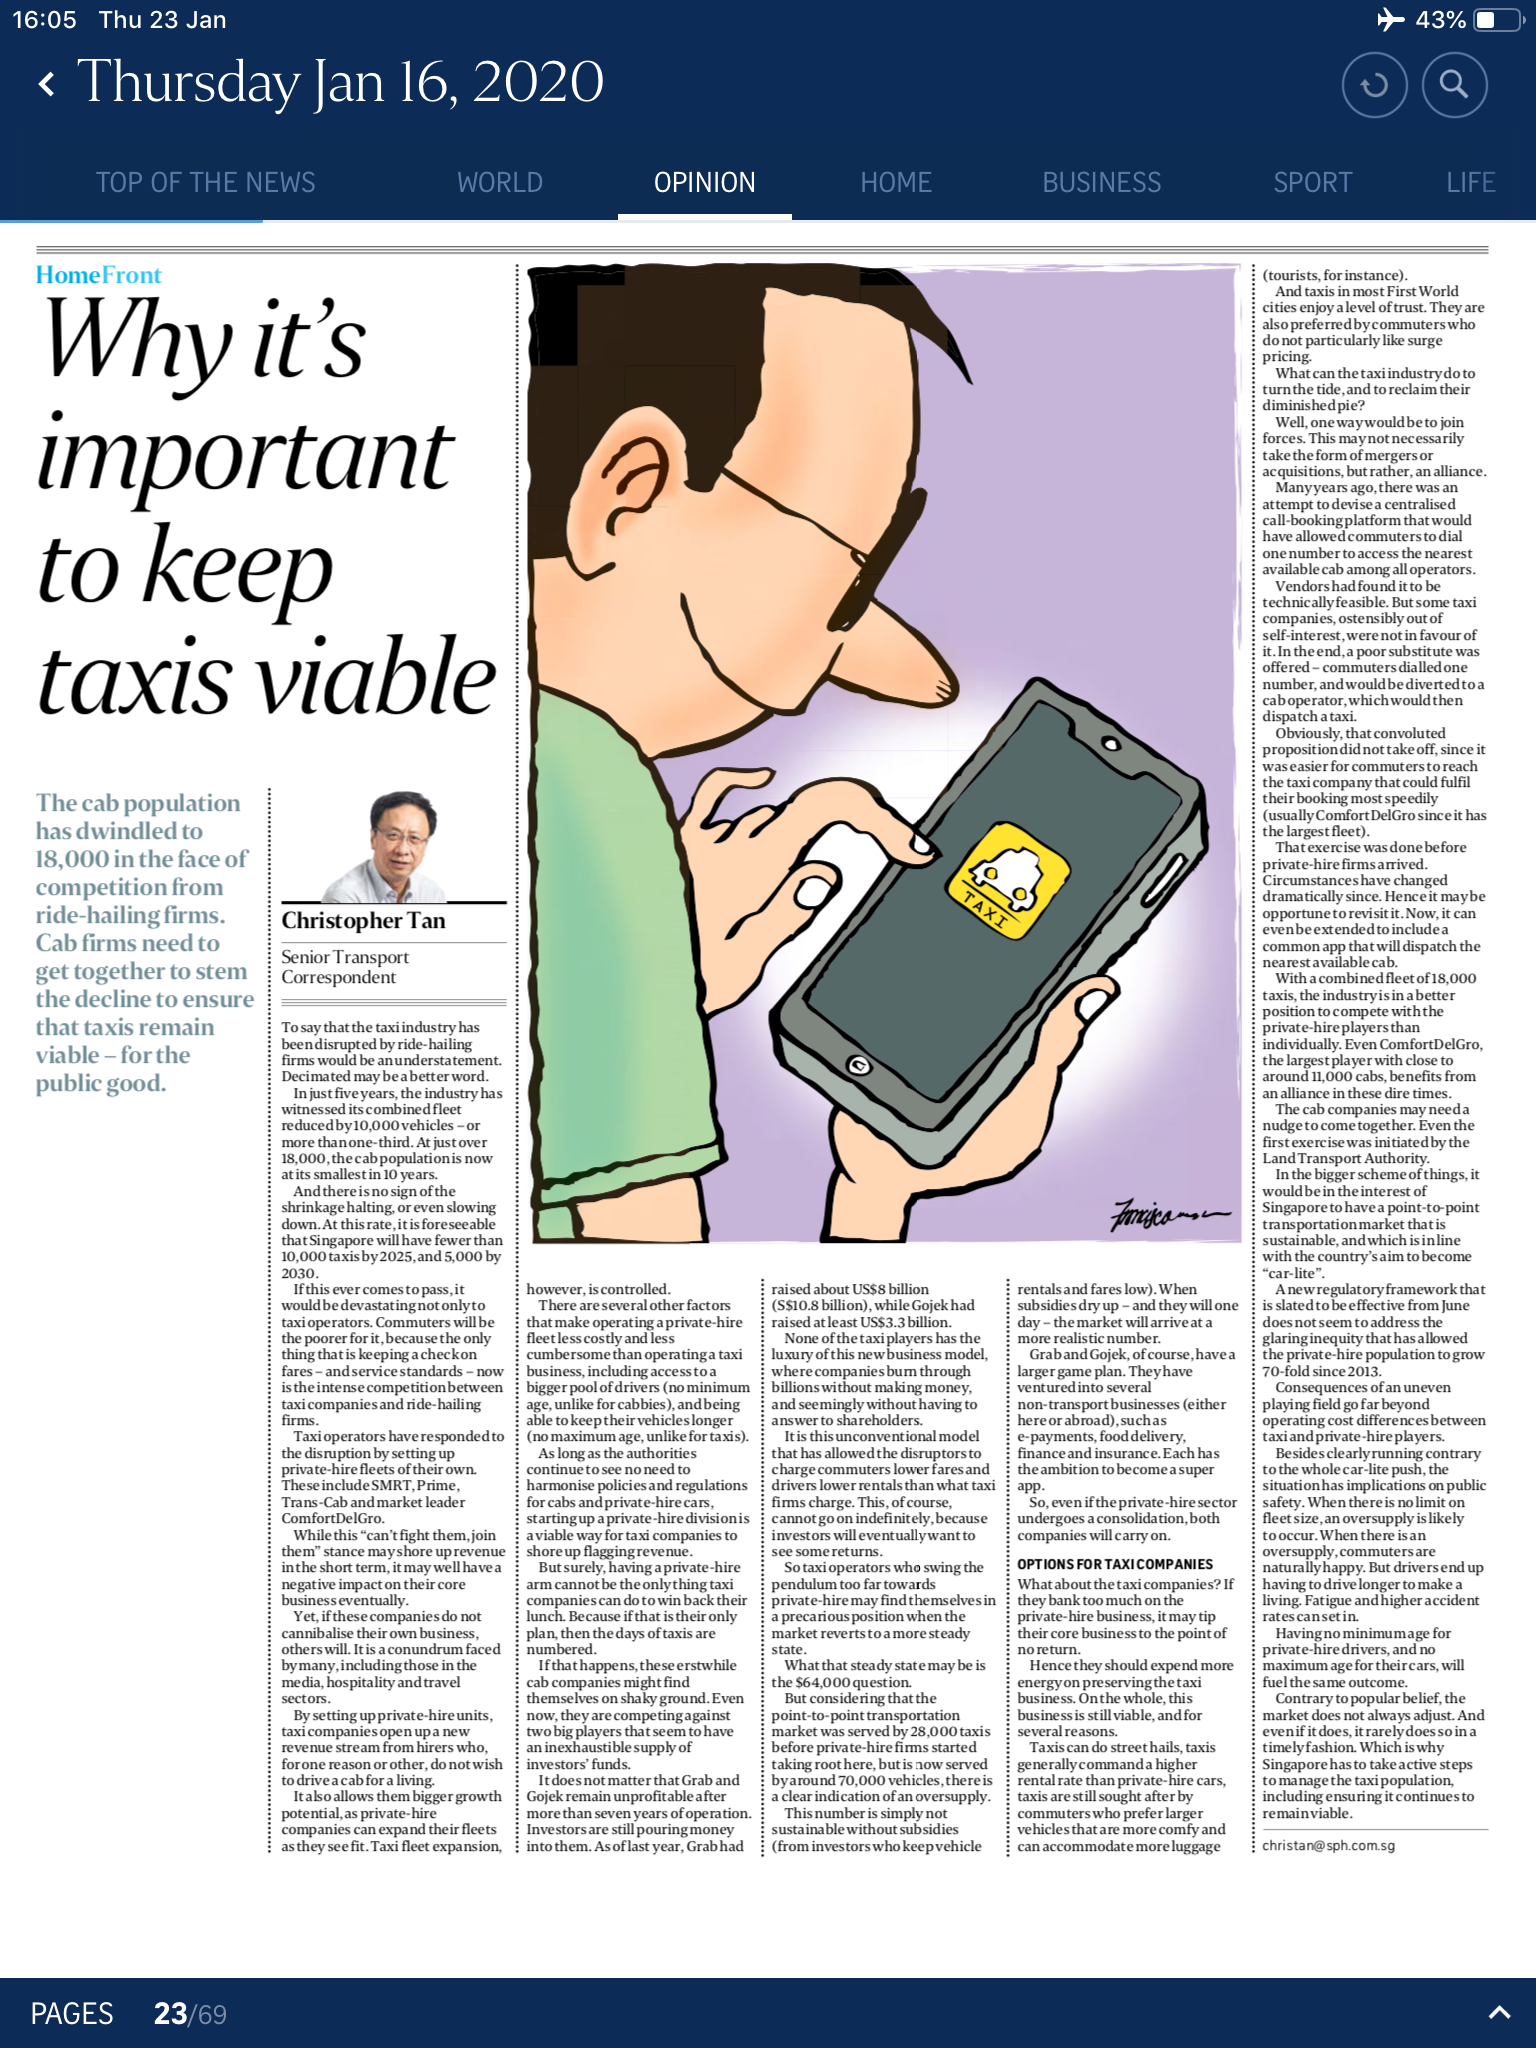 16:05 Thu 23 Jan
43%
Thursday Jan 16, 2020
TOP OF THE NEWS
WORLD
OPINION
HOME
BUSINESS
SPORT
LIFE
HomeFront
Why it's
important
to keep
taxis viable
The cab population
has dwindled to
18,000 in the face of
competition from
ride-hailing firms.
Cab firms need to
get together to stem
the decline to ensure
that taxis remain
viable – for the
public good.
Christopher Tan
Senior Transport
Correspondent
To say that the taxi industry has
been disrupted by ride-hailing
firms would be an understatement.
Decimated may be a better word.
In just five years, the industry has
witnessed its combined fleet
reduced by 10,000 vehicles – or
more than one-third. At just over
18,000, the cab population is now
at its smallest in 10 years.
And there is no sign of the
shrinkage halting, or even slowing
down. At this rate, it is foreseeable
that Singapore will have fewer than
10,000 taxis by 2025, and 5,000 by
2030.
If this ever comes to pass, it
would be devastating not only to
taxi operators. Commuters will be
the poorer for it, because the only
thing that is keeping a check on
fares – and service standards – now
is the intense competition between
taxi companies and ride-hailing
firms.
Taxi operators have responded to
the disruption by setting up
private-hire fleets of their own.
These include SMRT, Prime,
Trans-Cab and market leader
ComfortDelGro.
While this “can't fight them, join
them” stance may shore up revenue
in the short term, it may well have a
negative impact on their core
business eventually.
Yet, if these companies do not
cannibalise their own business,
others will. It is a conundrum faced
by many, including those in the
media, hospitality and travel
sectors.
By setting up private-hire units,
taxi companies open up a new
revenue stream from hirers who,
for one reason or other, do not wish
to drive a cab for a living.
It also allows them bigger growth
potential, as private-hire
companies can expand their fleets
as they see fit. Taxi fleet expansion,
TAXI
however, is controlled.
There are several other factors
that make operating a private-hire
fleet less costly and less
cumbersome than operating a taxi
business, including access to a
bigger pool of drivers (no minimum
age, unlike for cabbies), and being
able to keep their vehicles longer
(no maximum age, unlike for taxis).
As long as the authorities
continue to see no need to
harmonise policies and regulations
for cabs and private-hire cars,
starting up a private-hire division is
a viable way for taxi companies to
shore up flagging revenue.
But surely, having a private-hire
arm cannot be the only thing taxi
companies can do to win back their
lunch. Because if that is their only
plan, then the days of taxis are
numbered.
If that happens, these erstwhile
cab companies might find
themselves on shaky ground. Even
now, they are competing against
two big players that seem to have
an inexhaustible supply of
investors' funds.
It does not matter that Grab and
Gojek remain unprofitable after
more than seven years of operation.
Investors are still pouring money
into them. As of last year, Grab had
raised about US$8 billion
(S$10.8 billion), while Gojek had
raised at least US$3.3 billion.
None of the taxi players has the
luxury of this new business model,
where companies burn through
billions without making money,
and seemingly without having to
answer to shareholders.
It is this unconventional model
that has allowed the disruptors to
charge commuters lower fares and
drivers lower rentals than what taxi
firms charge. This, of course,
cannot go on indefinitely, because
investors will eventually want to
see some returns.
So taxi operators who swing the
pendulum too far towards
private-hire may find themselves in
a precarious position when the
market reverts to a more steady
state.
What that steady state may be is
the $64,000 question.
But considering that the
point-to-point transportation
market was served by 28,000 taxis
before private-hire firms started
taking root here, but is now served
by around 70,000 vehicles, there is
a clear indication of an oversupply.
This number is simply not
sustainable without subsidies
(from investors who keep vehicle
rentals and fares low). When
subsidies dry up – and they will one
day – the market will arrive at a
more realistic number.
Grab and Gojek, of course, have a
larger game plan. They have
ventured into several
non-transport businesses (either
here or abroad), such as
e-payments, food delivery,
finance and insurance. Each has
the ambition to become a super
app.
So, even if the private-hire sector
undergoes a consolidation, both
companies will carry on.
OPTIONS FOR TAXI COMPANIES
What about the taxi companies? If
they bank too much on the
private-hire business, it may tip
their core business to the point of
no return.
Hence they should expend more
energy on preserving the taxi
business. On the whole, this
business is still viable, and for
several reasons.
Taxis can do street hails, taxis
generally command a higher
rental rate than private-hire cars,
taxis are still sought after by
commuters who prefer larger
vehicles that are more comfy and
can accommodate more luggage
(tourists, for instance).
And taxis in most First World
cities enjoy a level of trust. They are
also preferred by commuters who
do not particularly like surge
pricing.
What can the taxi industry do to
turn the tide, and to reclaim their
diminished pie?
Well, one way would be to join
forces. This may not necessarily
take the form of mergers or
acquisitions, but rather, an alliance.
Many years ago, there was an
attempt to devise a centralised
call-booking platform that would
have allowed commuters to dial
one number to access the nearest
available cab among all operators.
Vendors had found it to be
technically feasible. But some taxi
companies, ostensibly out of
self-interest, were not in favour of
it. In the end, a poor substitute was
offered – commuters dialled one
number, and would be diverted to a
cab operator, which would then
dispatch a taxi.
Obviously, that convoluted
proposition did not take off, since it
was easier for commuters to reach
the taxi company that could fulfil
their booking most speedily
(usually ComfortDelGro since it has
the largest fleet).
That exercise was done before
private-hire firms arrived.
Circumstances have changed
dramatically since. Hence it may be
opportune to revisit it. Now, it can
even be extended to include a
common app that will dispatch the
nearest available cab.
With a combined fleet of 18,000
taxis, the industry is in a better
position to compete with the
private-hire players than
individually. Even ComfortDelGro,
the largest player with close to
around 11,000 cabs, benefits from
an alliance in these dire times.
The cab companies may need a
nudge to come together. Even the
first exercise was initiated by the
Land Transport Authority.
In the bigger scheme of things, it
would be in the interest of
Singapore to have a point-to-point
transportation market that is
sustainable, and which is in line
with the country's aim to become
“car-lite”.
A new regulatory framework that
is slated to be effective from June
does not seem to address the
glaring inequity that has allowed
the private-hire population to grow
70-fold since 2013.
Consequences of an uneven
playing field go far beyond
operating cost differences between
taxi and private-hire players.
Besides clearly running contrary
to the whole car-lite push, the
situation has implications on public
safety. When there is no limit on
fleet size, an oversupply is likely
to occur. When there is an
oversupply, commuters are
naturally happy. But drivers end up
having to drive longer to make a
living. Fatigue and higher accident
rates can set in.
Having no minimum age for
private-hire drivers, and no
maximum age for their cars, will
fuel the same outcome.
Contrary to popular belief, the
market does not always adjust. And
even if it does, it rarely does so in a
timely fashion. Which is why
Singapore has to take active steps
to manage the taxi population,
including ensuring it continues to
remain viable.
christan@sph.com.sg
PAGES 23/69